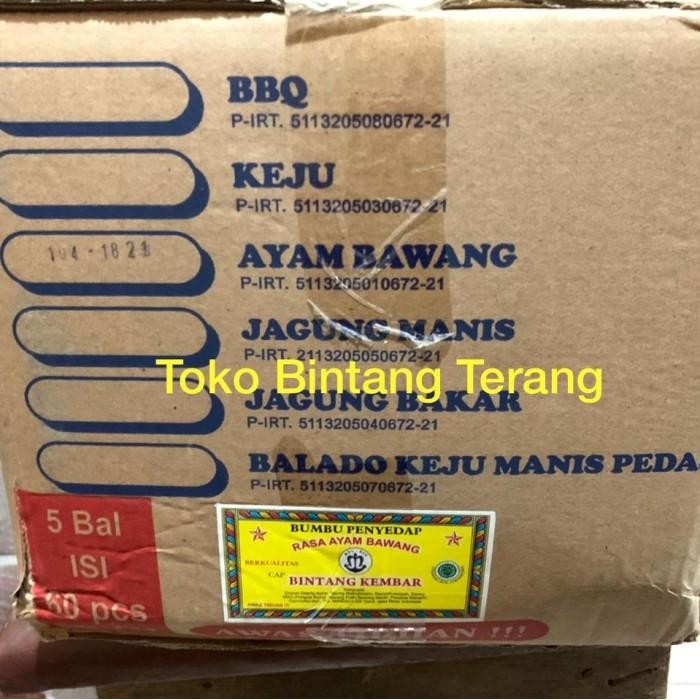 BBQ
P-IRT. 5113205080672-21
KEJU
P-IRT. 5113205030672-21
104 - 1821
AYAM BAWANG
P-IRT. 5113205010672-21
JAGUNG MANIS
P-IRT. 2113205050672-21
Toko Bintang Terang
JAGUNG BAKAR
P-IRT. 5113205040672-21
BALADO KEJU MANIS PEDA
P-IRT. 5113205070672-21
5 Bal
ISI
60 pcs
BUMBU PENYEDAP
RASA AYAM BAWANG
BERKUALITAS
CAP
BINTANG KEMBAR
!!!